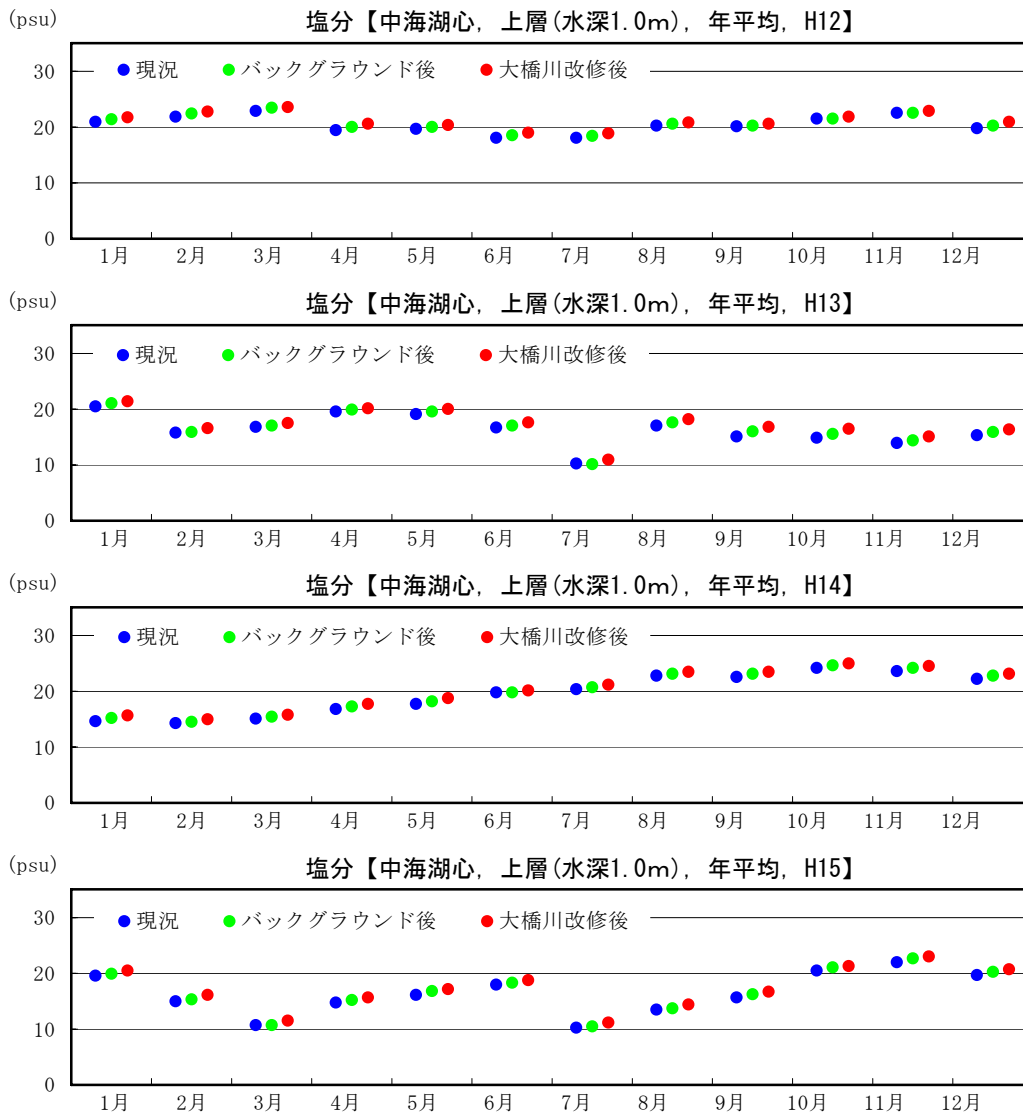 (psu) 塩分【中海湖心, 上層(水深1.0m), 年平均, H12】
30
現況 バックグラウンド後 大橋川改修後
20
10
0
1月 2月 3月 4月 5月 6月 7月 8月 9月 10月 11月 12月
(psu) 塩分【中海湖心, 上層(水深1.0m), 年平均, H13】
30
現況 バックグラウンド後 大橋川改修後
20
10
0
1月 2月 3月 4月 5月 6月 7月 8月 9月 10月 11月 12月
(psu) 塩分【中海湖心, 上層(水深1.0m), 年平均, H14】
30
現況 バックグラウンド後 大橋川改修後
20
10
0
1月 2月 3月 4月 5月 6月 7月 8月 9月 10月 11月 12月
(psu) 塩分【中海湖心, 上層(水深1.0m), 年平均, H15】
30
現況 バックグラウンド後 大橋川改修後
20
10
0
1月 2月 3月 4月 5月 6月 7月 8月 9月 10月 11月 12月